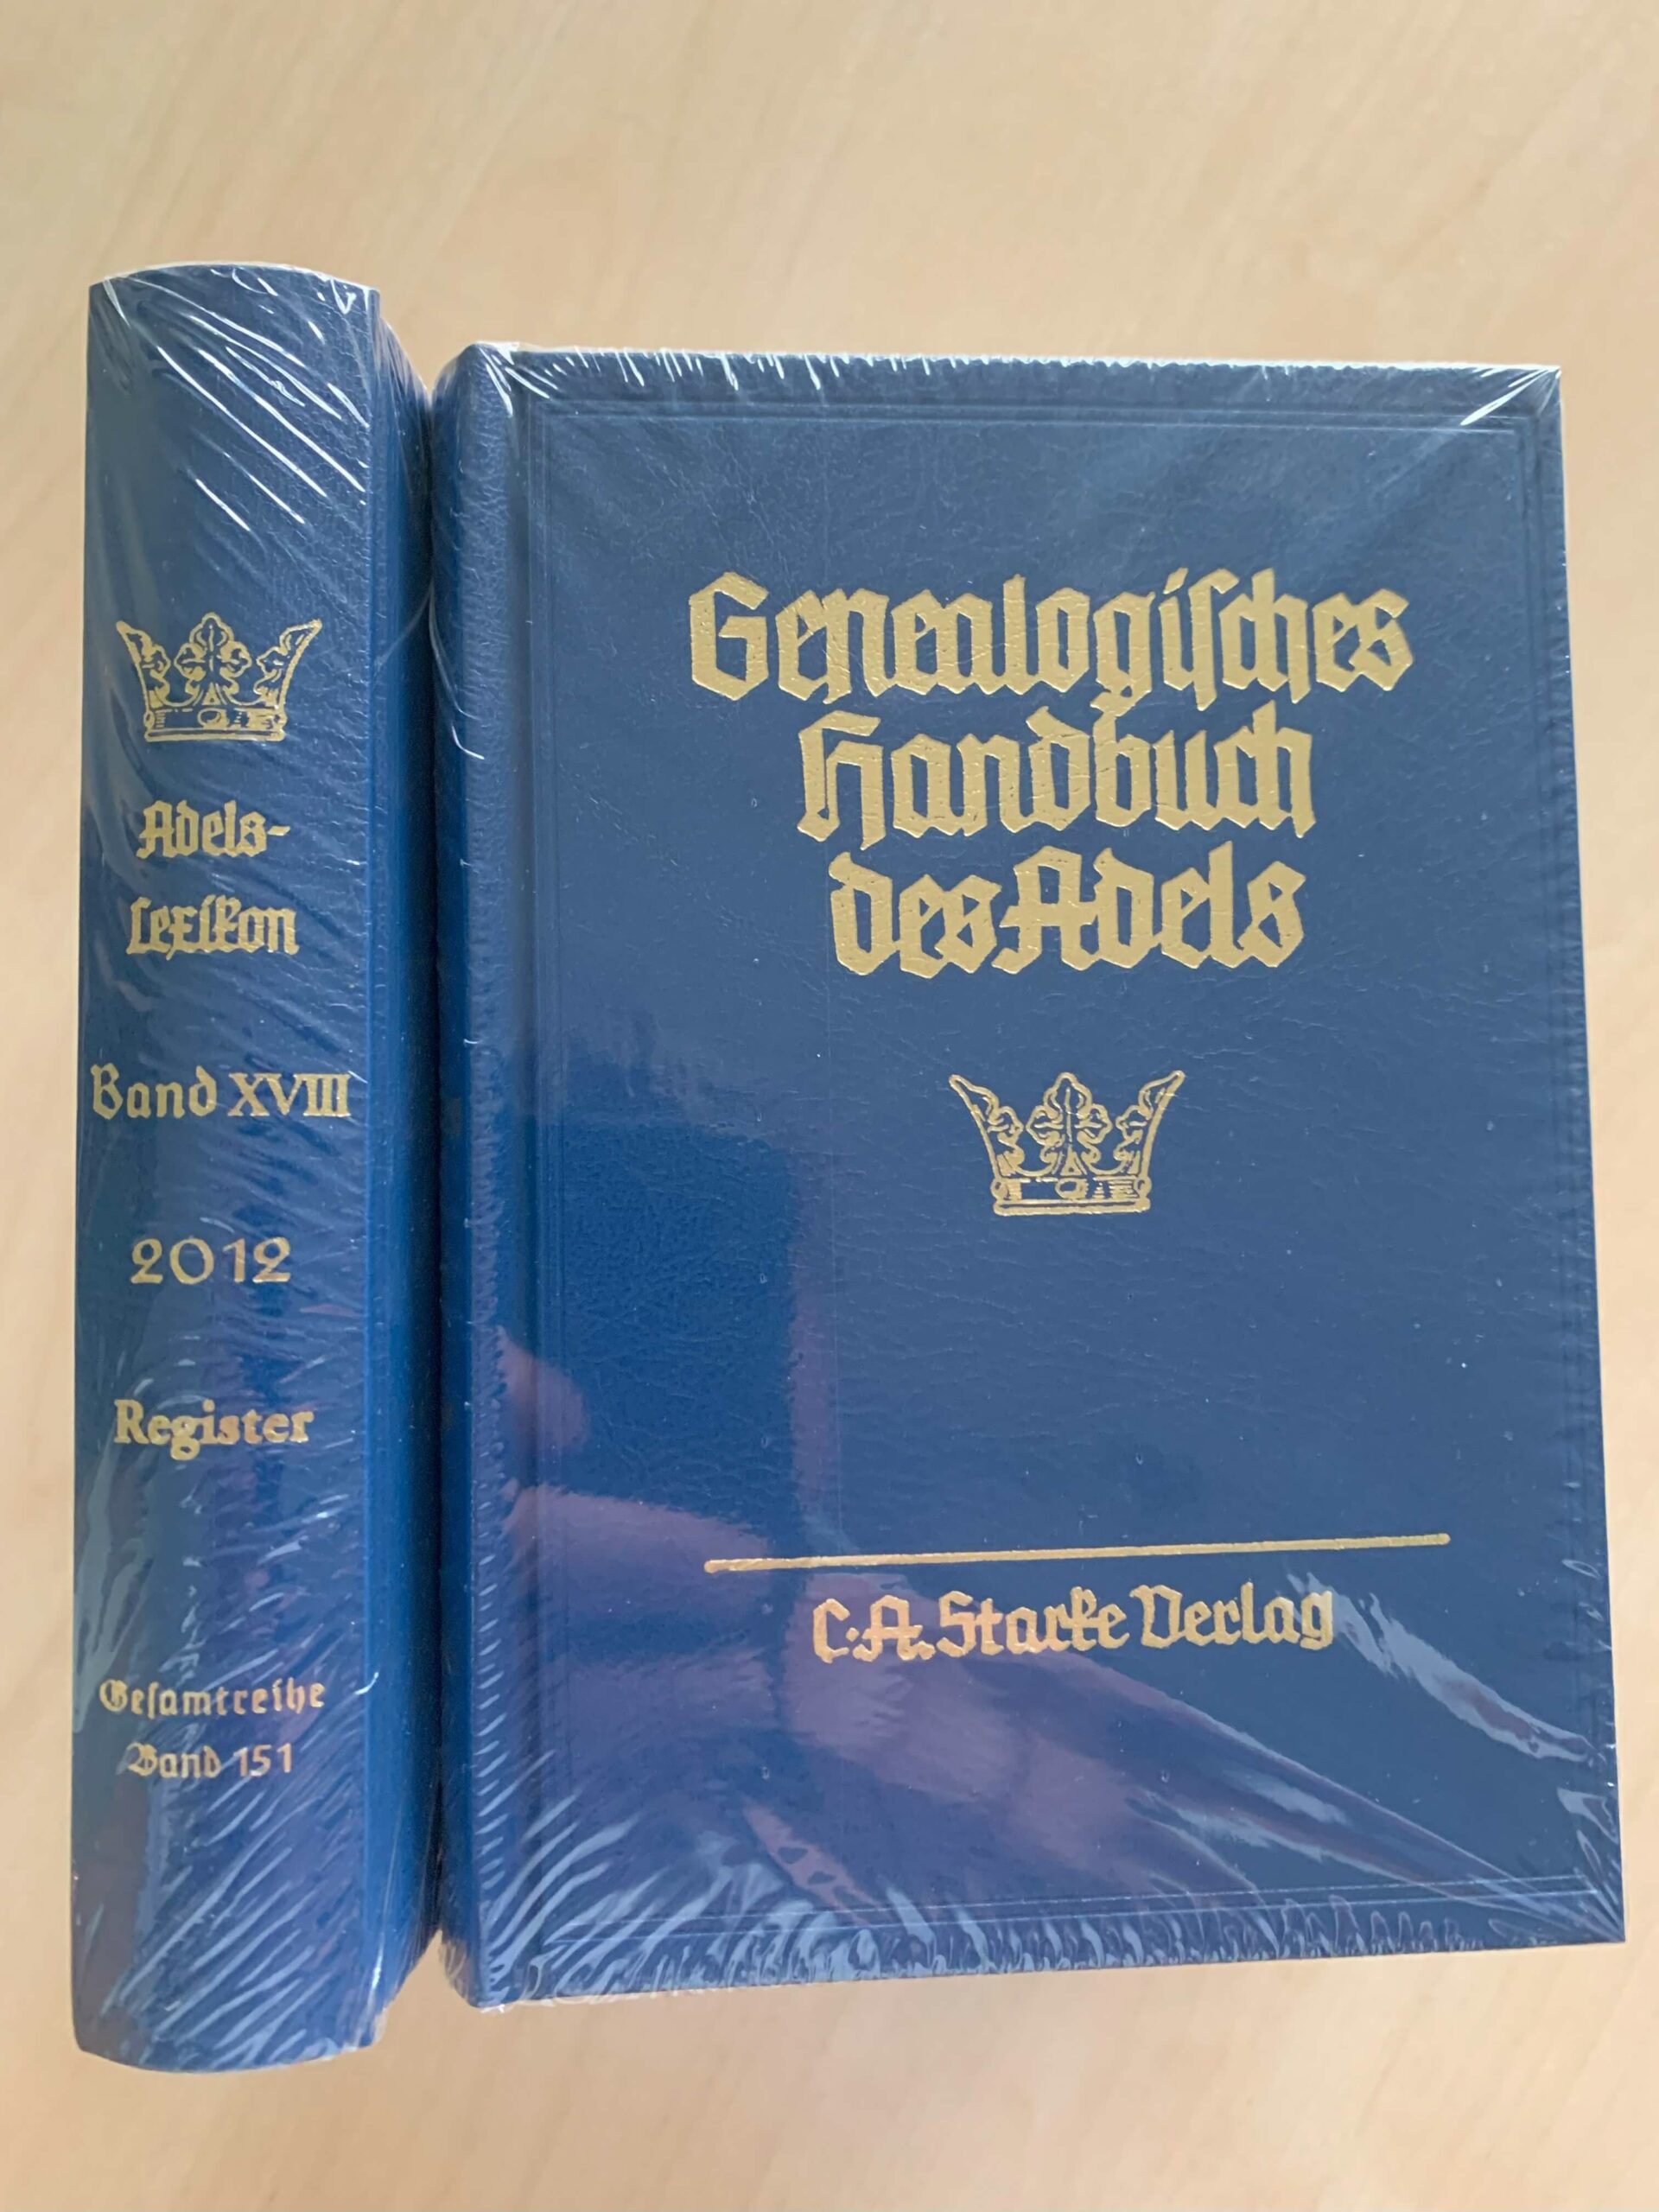 Adels-
Lexikon
Band XVIII
2012
Register
Gesamtreihe
Band 151
Genealogiſches
Handbuch
des Adels
C.A. Starke Verlag